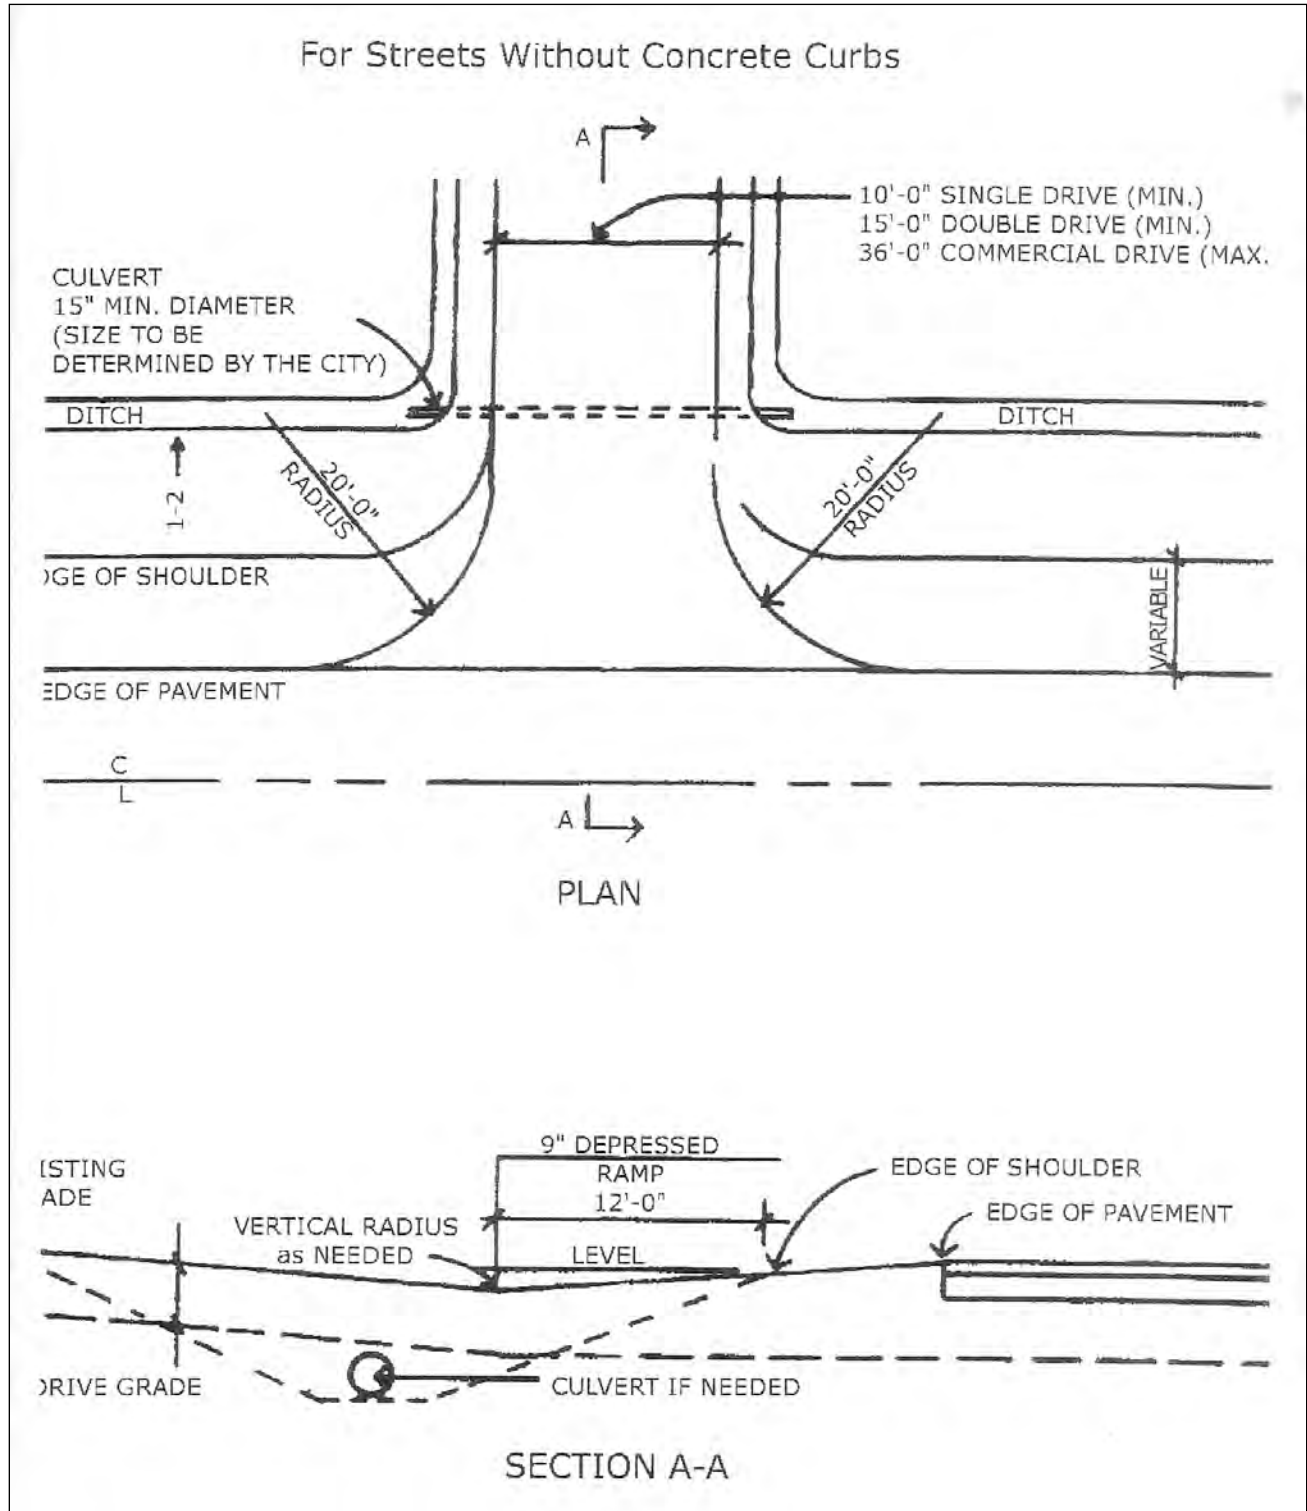 For Streets Without Concrete Curbs
A
10'-0" SINGLE DRIVE (MIN.)
15'-0" DOUBLE DRIVE (MIN.)
36'-0" COMMERCIAL DRIVE (MAX.
CULVERT
15" MIN. DIAMETER
(SIZE TO BE
DETERMINED BY THE CITY)
DITCH
DITCH
20'-0"
RADIUS
20'-0"
RADIUS
1-2
DGE OF SHOULDER
VARIABLE
EDGE OF PAVEMENT
C
L
A
PLAN
9" DEPRESSED
RAMP
12'-0"
ISTING
ADE
EDGE OF SHOULDER
VERTICAL RADIUS
as NEEDED
EDGE OF PAVEMENT
LEVEL
DRIVE GRADE
CULVERT IF NEEDED
SECTION A-A